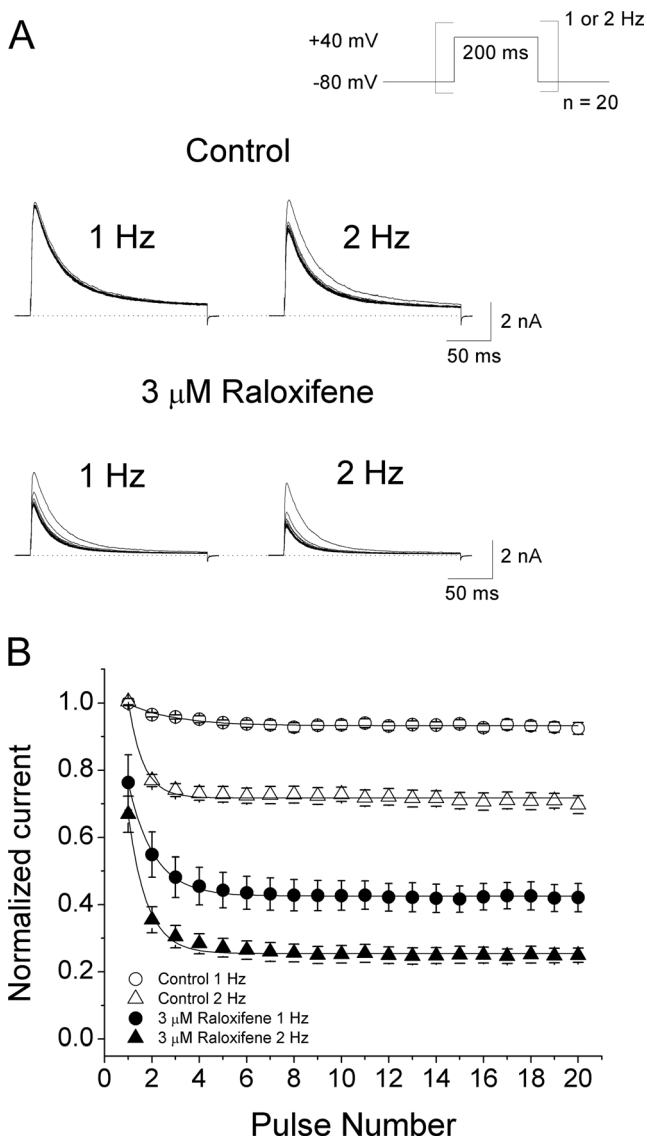 A
+40 mV
-80 mV
200 ms
1 or 2 Hz
n = 20
Control
1 Hz
2 Hz
2 nA
50 ms
3 μM Raloxifene
1 Hz
2 Hz
2 nA
50 ms
B
Normalized current
1.0
0.8
0.6
0.4
0.2
0.0
Control 1 Hz
Control 2 Hz
3 μM Raloxifene 1 Hz
3 μM Raloxifene 2 Hz
0 2 4 6 8 10 12 14 16 18 20
Pulse Number